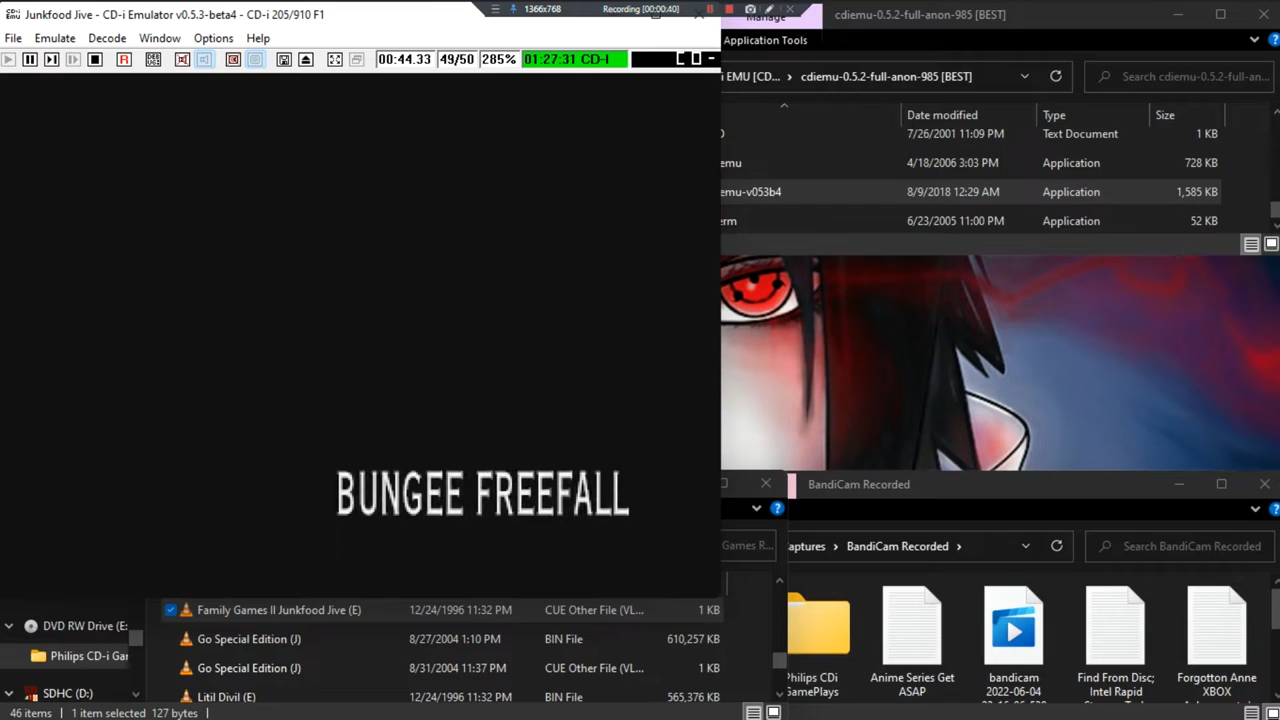 Junkfood Jive - CD-i Emulator v0.5.3-beta4 - CD-i 205/910 F1
1366x768
Recording [00:00:40]
Manage
cdiemu-0.5.2-full-anon-985 [BEST]
File Emulate Decode Window Options Help
Application Tools
00:44.33 49/50 285% 01:27:31 CD-I
i EMU [CD... > cdiemu-0.5.2-full-anon-985 [BEST]
Search cdiemu-0.5.2-full-an...
Date modified Type Size
7/26/2001 11:09 PM Text Document 1 KB
emu 4/18/2006 3:03 PM Application 728 KB
emu-v053b4 8/9/2018 12:29 AM Application 1,585 KB
erm 6/23/2005 11:00 PM Application 52 KB
BUNGEE FREEFALL
BandiCam Recorded
Games R...
aptures > BandiCam Recorded >
Search BandiCam Recorded
Family Games II Junkfood Jive (E) 12/24/1996 11:32 PM CUE Other File (VL... 1 KB
DVD RW Drive (E:
Go Special Edition (J) 8/27/2004 1:10 PM BIN File 610,257 KB
Philips CD-i Gar
Go Special Edition (J) 8/31/2004 11:37 PM CUE Other File (VL... 1 KB
SDHC (D:)
Litil Divil (E) 12/24/1996 11:32 PM BIN File 565,376 KB
Philips CDi
GamePlays
Anime Series Get
ASAP
bandicam
2022-06-04
Find From Disc;
Intel Rapid
Forgotton Anne
XBOX
46 items 1 item selected 127 bytes